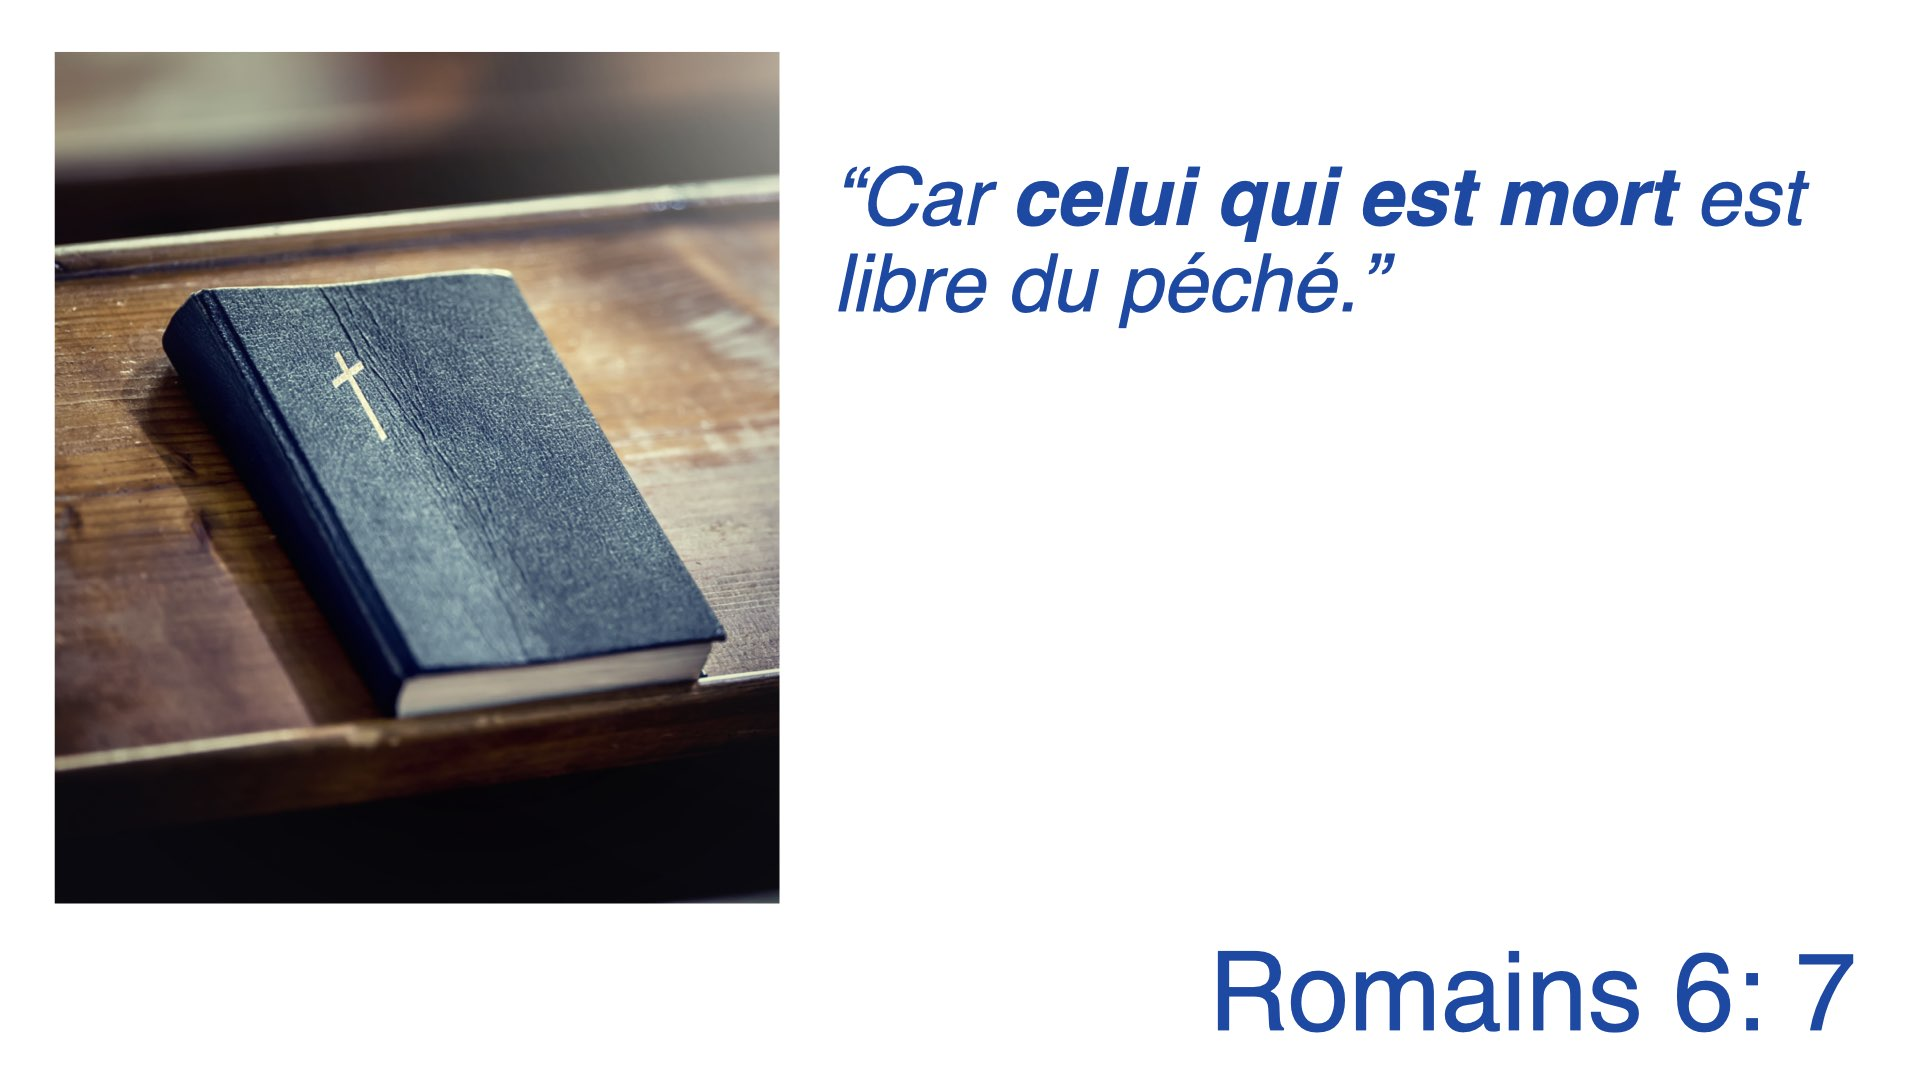 “Car celui qui est mort est
libre du péché.”
Romains 6: 7